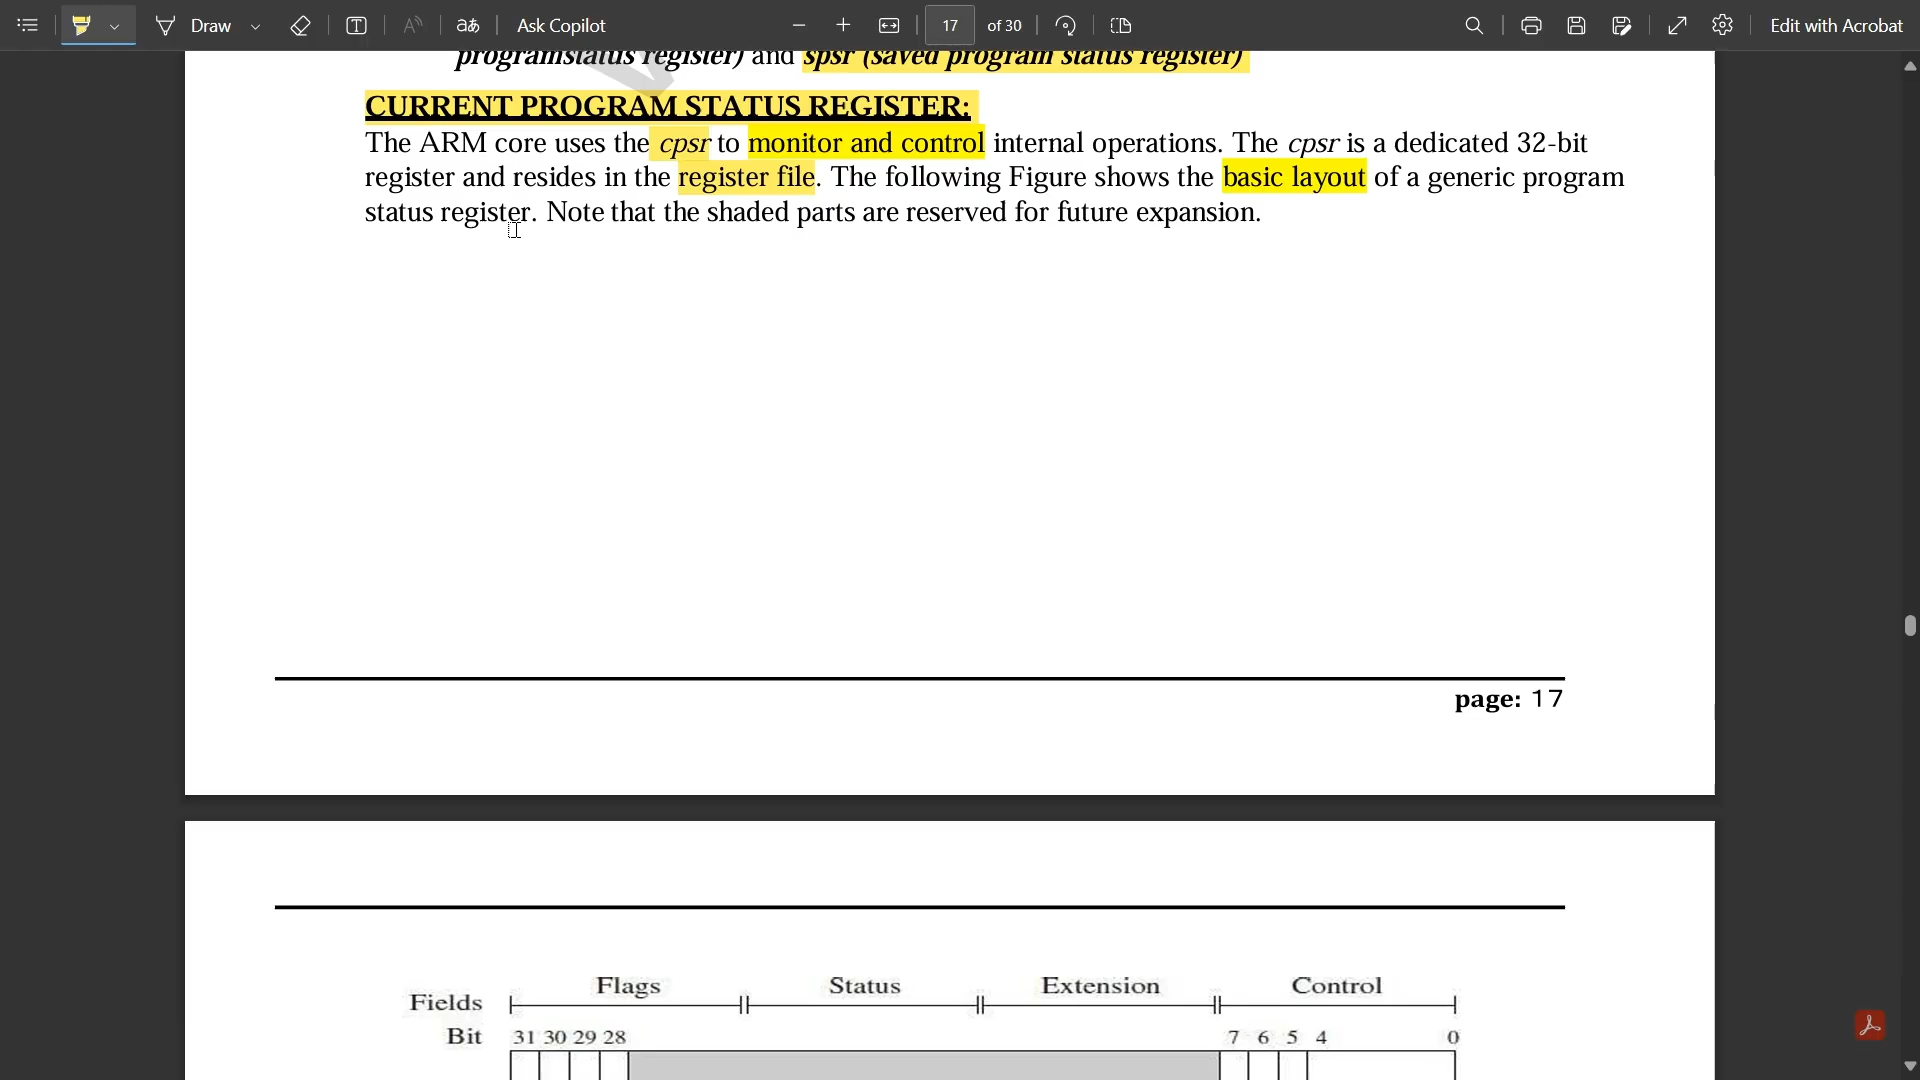 Draw
aあ
Ask Copilot
17
of 30
Edit with Acrobat
programstatus register) and spsr (saved program status register)
CURRENT PROGRAM STATUS REGISTER:
The ARM core uses the cpsr to monitor and control internal operations. The cpsr is a dedicated 32-bit
register and resides in the register file. The following Figure shows the basic layout of a generic program
status register. Note that the shaded parts are reserved for future expansion.
page: 17
Flags Status Extension Control
Fields
Bit 31 30 29 28 7 6 5 4 0